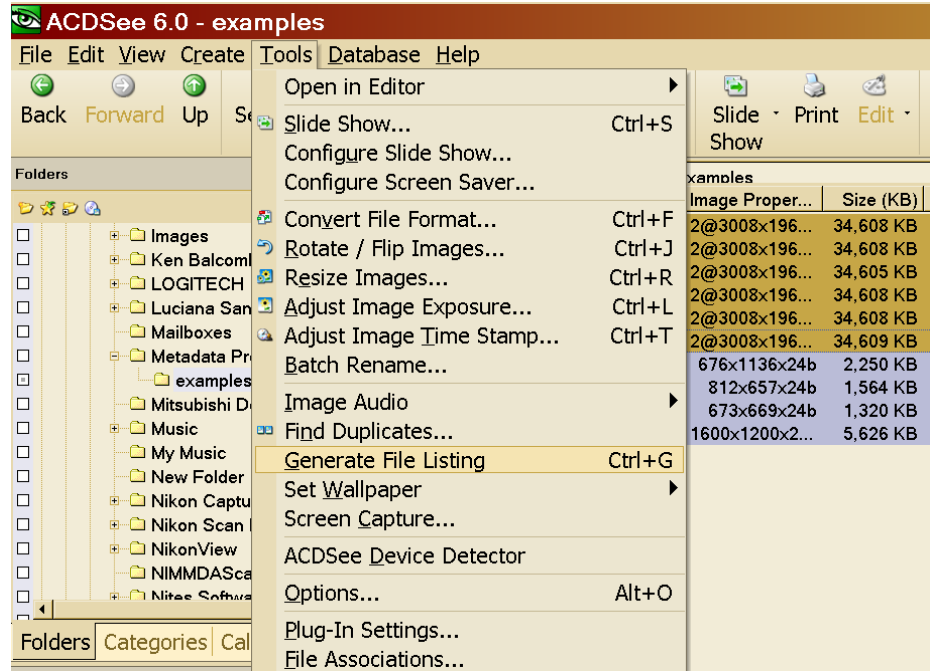 ACDSee 6.0 - examples
File Edit View Create Tools Database Help
Back Forward Up
Slide Show Print Edit
Open in Editor
Slide Show... Ctrl+S
Configure Slide Show...
Configure Screen Saver...
Convert File Format... Ctrl+F
Rotate / Flip Images... Ctrl+J
Resize Images... Ctrl+R
Adjust Image Exposure... Ctrl+L
Adjust Image Time Stamp... Ctrl+T
Batch Rename...
Image Audio
Find Duplicates...
Generate File Listing Ctrl+G
Set Wallpaper
Screen Capture...
ACDSee Device Detector
Options... Alt+O
Plug-In Settings...
File Associations...
Folders
Images
Ken Balcom
LOGITECH
Luciana San
Mailboxes
Metadata Pr
examples
Mitsubishi D
Music
My Music
New Folder
Nikon Captu
Nikon Scan
NikonView
NIMMDASca
Nites Softwa
Folders Categories Cal
xamples
Image Proper... Size (KB)
2@3008x196... 34,608 KB
2@3008x196... 34,608 KB
2@3008x196... 34,605 KB
2@3008x196... 34,608 KB
2@3008x196... 34,608 KB
2@3008x196... 34,609 KB
676x1136x24b 2,250 KB
812x657x24b 1,564 KB
673x669x24b 1,320 KB
1600x1200x2... 5,626 KB